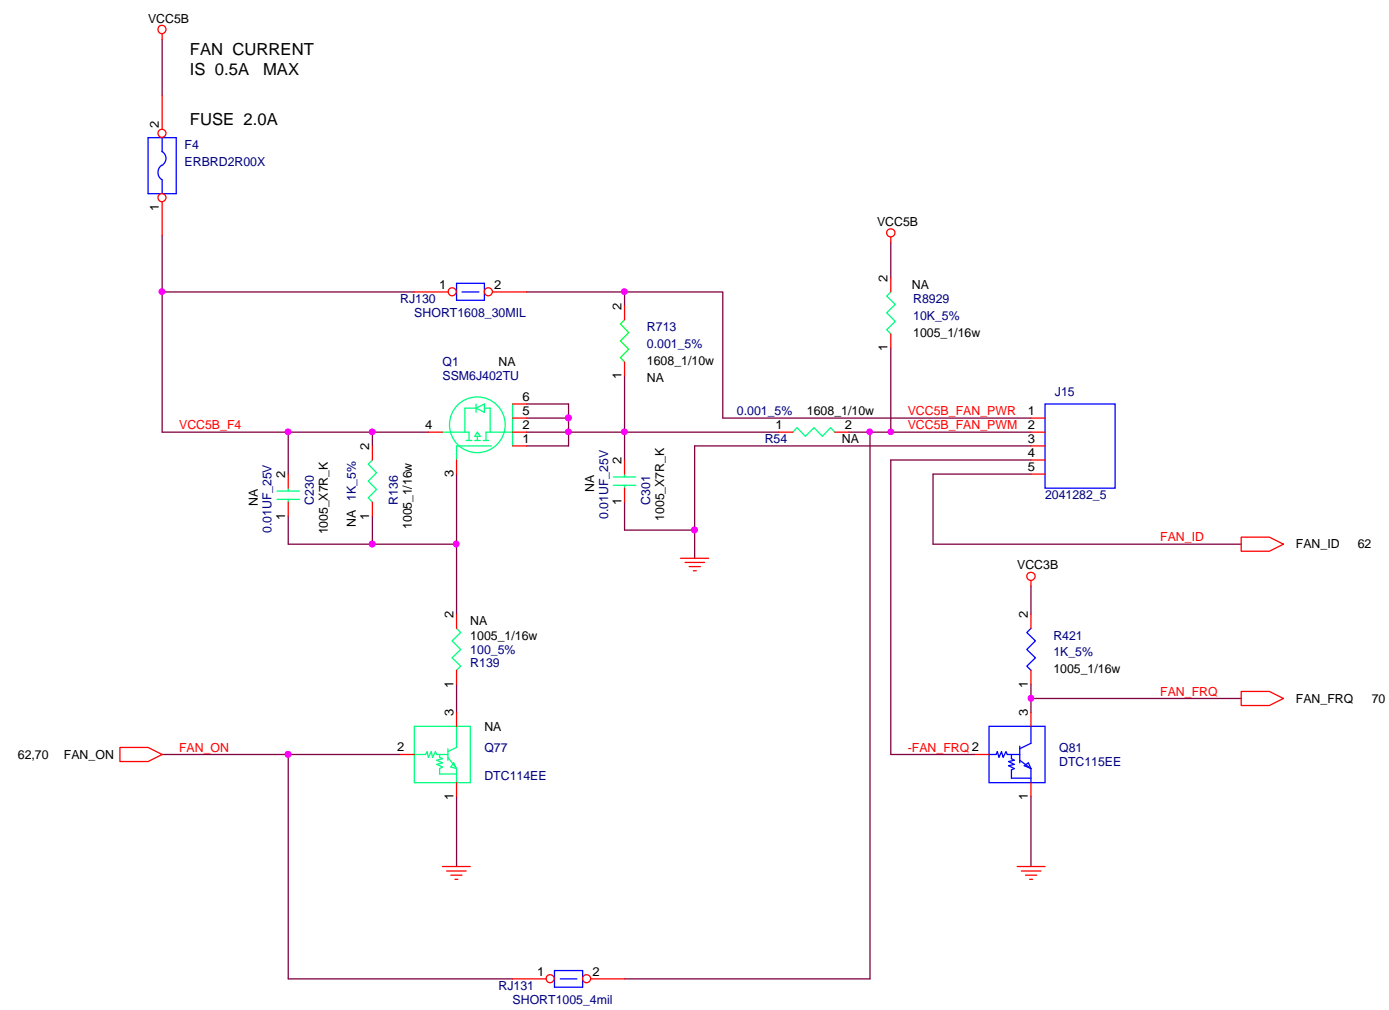 VCC5B
FAN CURRENT
IS 0.5A MAX
FUSE 2.0A
2
F4
ERBRD2R00X
1
VCC5B
1
2
RJ130
SHORT1608_30MIL
2
NA
R8929
10K_5%
1005_1/16w
1
2
R713
0.001_5%
1608_1/10w
NA
1
Q1 NA
SSM6J402TU
6
5
2
1
4
3
VCC5B_F4
0.001_5% 1608_1/10w
1
2
R54
NA
VCC5B_FAN_PWR
VCC5B_FAN_PWM
J15
1
2
3
4
5
2041282_5
NA
0.01UF_25V
2
1
C230
1005_X7R_K
NA 1K_5%
2
1
R136
1005_1/16w
NA
0.01UF_25V
2
1
C301
1005_X7R_K
FAN_ID
FAN_ID 62
VCC3B
2
R421
1K_5%
1005_1/16w
1
2
NA
1005_1/16w
100_5%
R139
1
FAN_FRQ
FAN_FRQ 70
3
NA
Q77
DTC114EE
2
1
62,70 FAN_ON
FAN_ON
3
-FAN_FRQ 2
Q81
DTC115EE
1
1
2
RJ131
SHORT1005_4mil